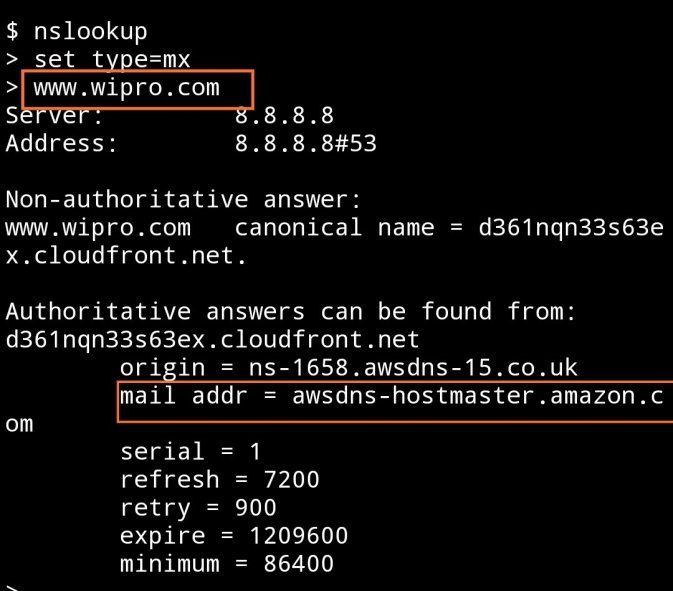 $ nslookup
> set type=mx
> www.wipro.com
Server:         8.8.8.8
Address:        8.8.8.8#53

Non-authoritative answer:
www.wipro.com   canonical name = d361nqn33s63e
x.cloudfront.net.

Authoritative answers can be found from:
d361nqn33s63ex.cloudfront.net
        origin = ns-1658.awsdns-15.co.uk
        mail addr = awsdns-hostmaster.amazon.c
om
        serial = 1
        refresh = 7200
        retry = 900
        expire = 1209600
        minimum = 86400
>